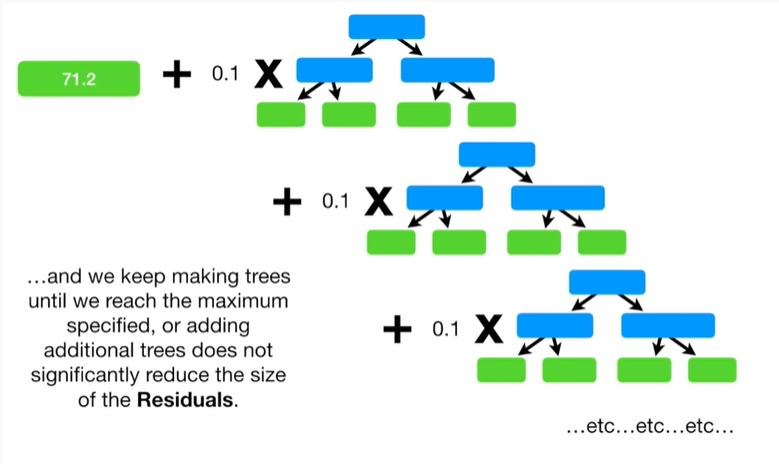 71.2 + 0.1 X
+ 0.1 X
+ 0.1 X
…and we keep making trees
until we reach the maximum
specified, or adding
additional trees does not
significantly reduce the size
of the Residuals.
…etc…etc…etc…